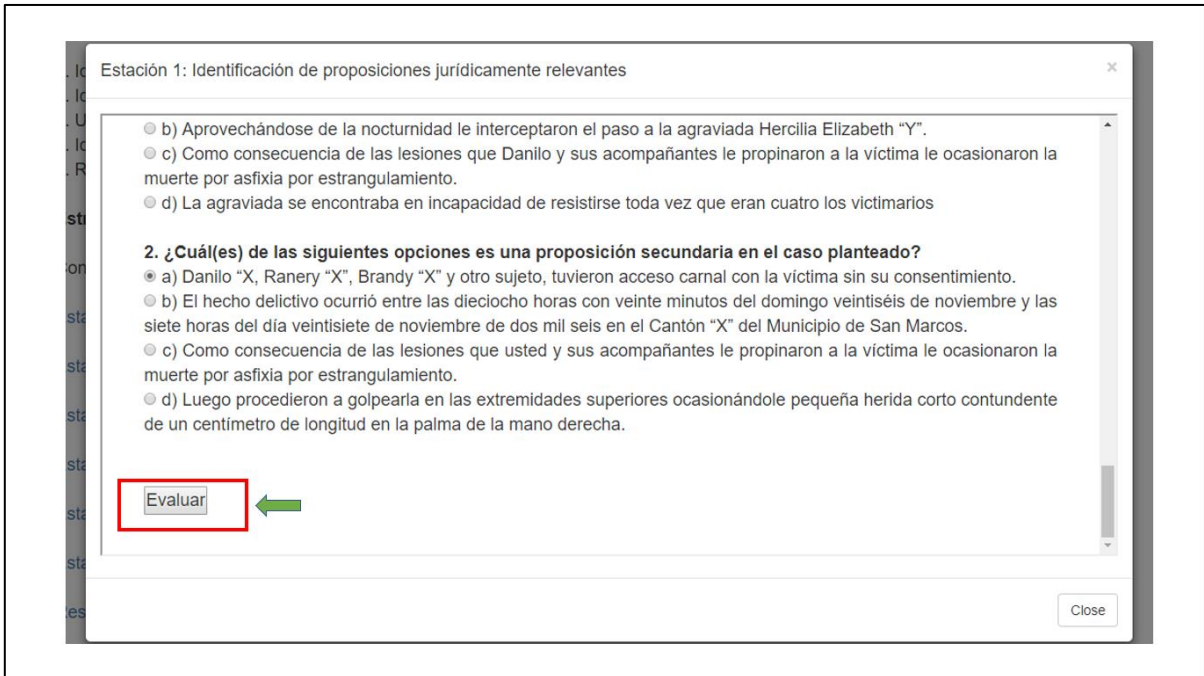 Estación 1: Identificación de proposiciones jurídicamente relevantes
×
. Id
. Id
. U
. Id
. R
b) Aprovechándose de la nocturnidad le interceptaron el paso a la agraviada Hercilia Elizabeth “Y”.
c) Como consecuencia de las lesiones que Danilo y sus acompañantes le propinaron a la víctima le ocasionaron la
muerte por asfixia por estrangulamiento.
d) La agraviada se encontraba en incapacidad de resistirse toda vez que eran cuatro los victimarios
2. ¿Cuál(es) de las siguientes opciones es una proposición secundaria en el caso planteado?
a) Danilo “X, Ranery “X”, Brandy “X” y otro sujeto, tuvieron acceso carnal con la víctima sin su consentimiento.
b) El hecho delictivo ocurrió entre las dieciocho horas con veinte minutos del domingo veintiséis de noviembre y las
siete horas del día veintisiete de noviembre de dos mil seis en el Cantón “X” del Municipio de San Marcos.
c) Como consecuencia de las lesiones que usted y sus acompañantes le propinaron a la víctima le ocasionaron la
muerte por asfixia por estrangulamiento.
d) Luego procedieron a golpearla en las extremidades superiores ocasionándole pequeña herida corto contundente
de un centímetro de longitud en la palma de la mano derecha.
Evaluar
Close